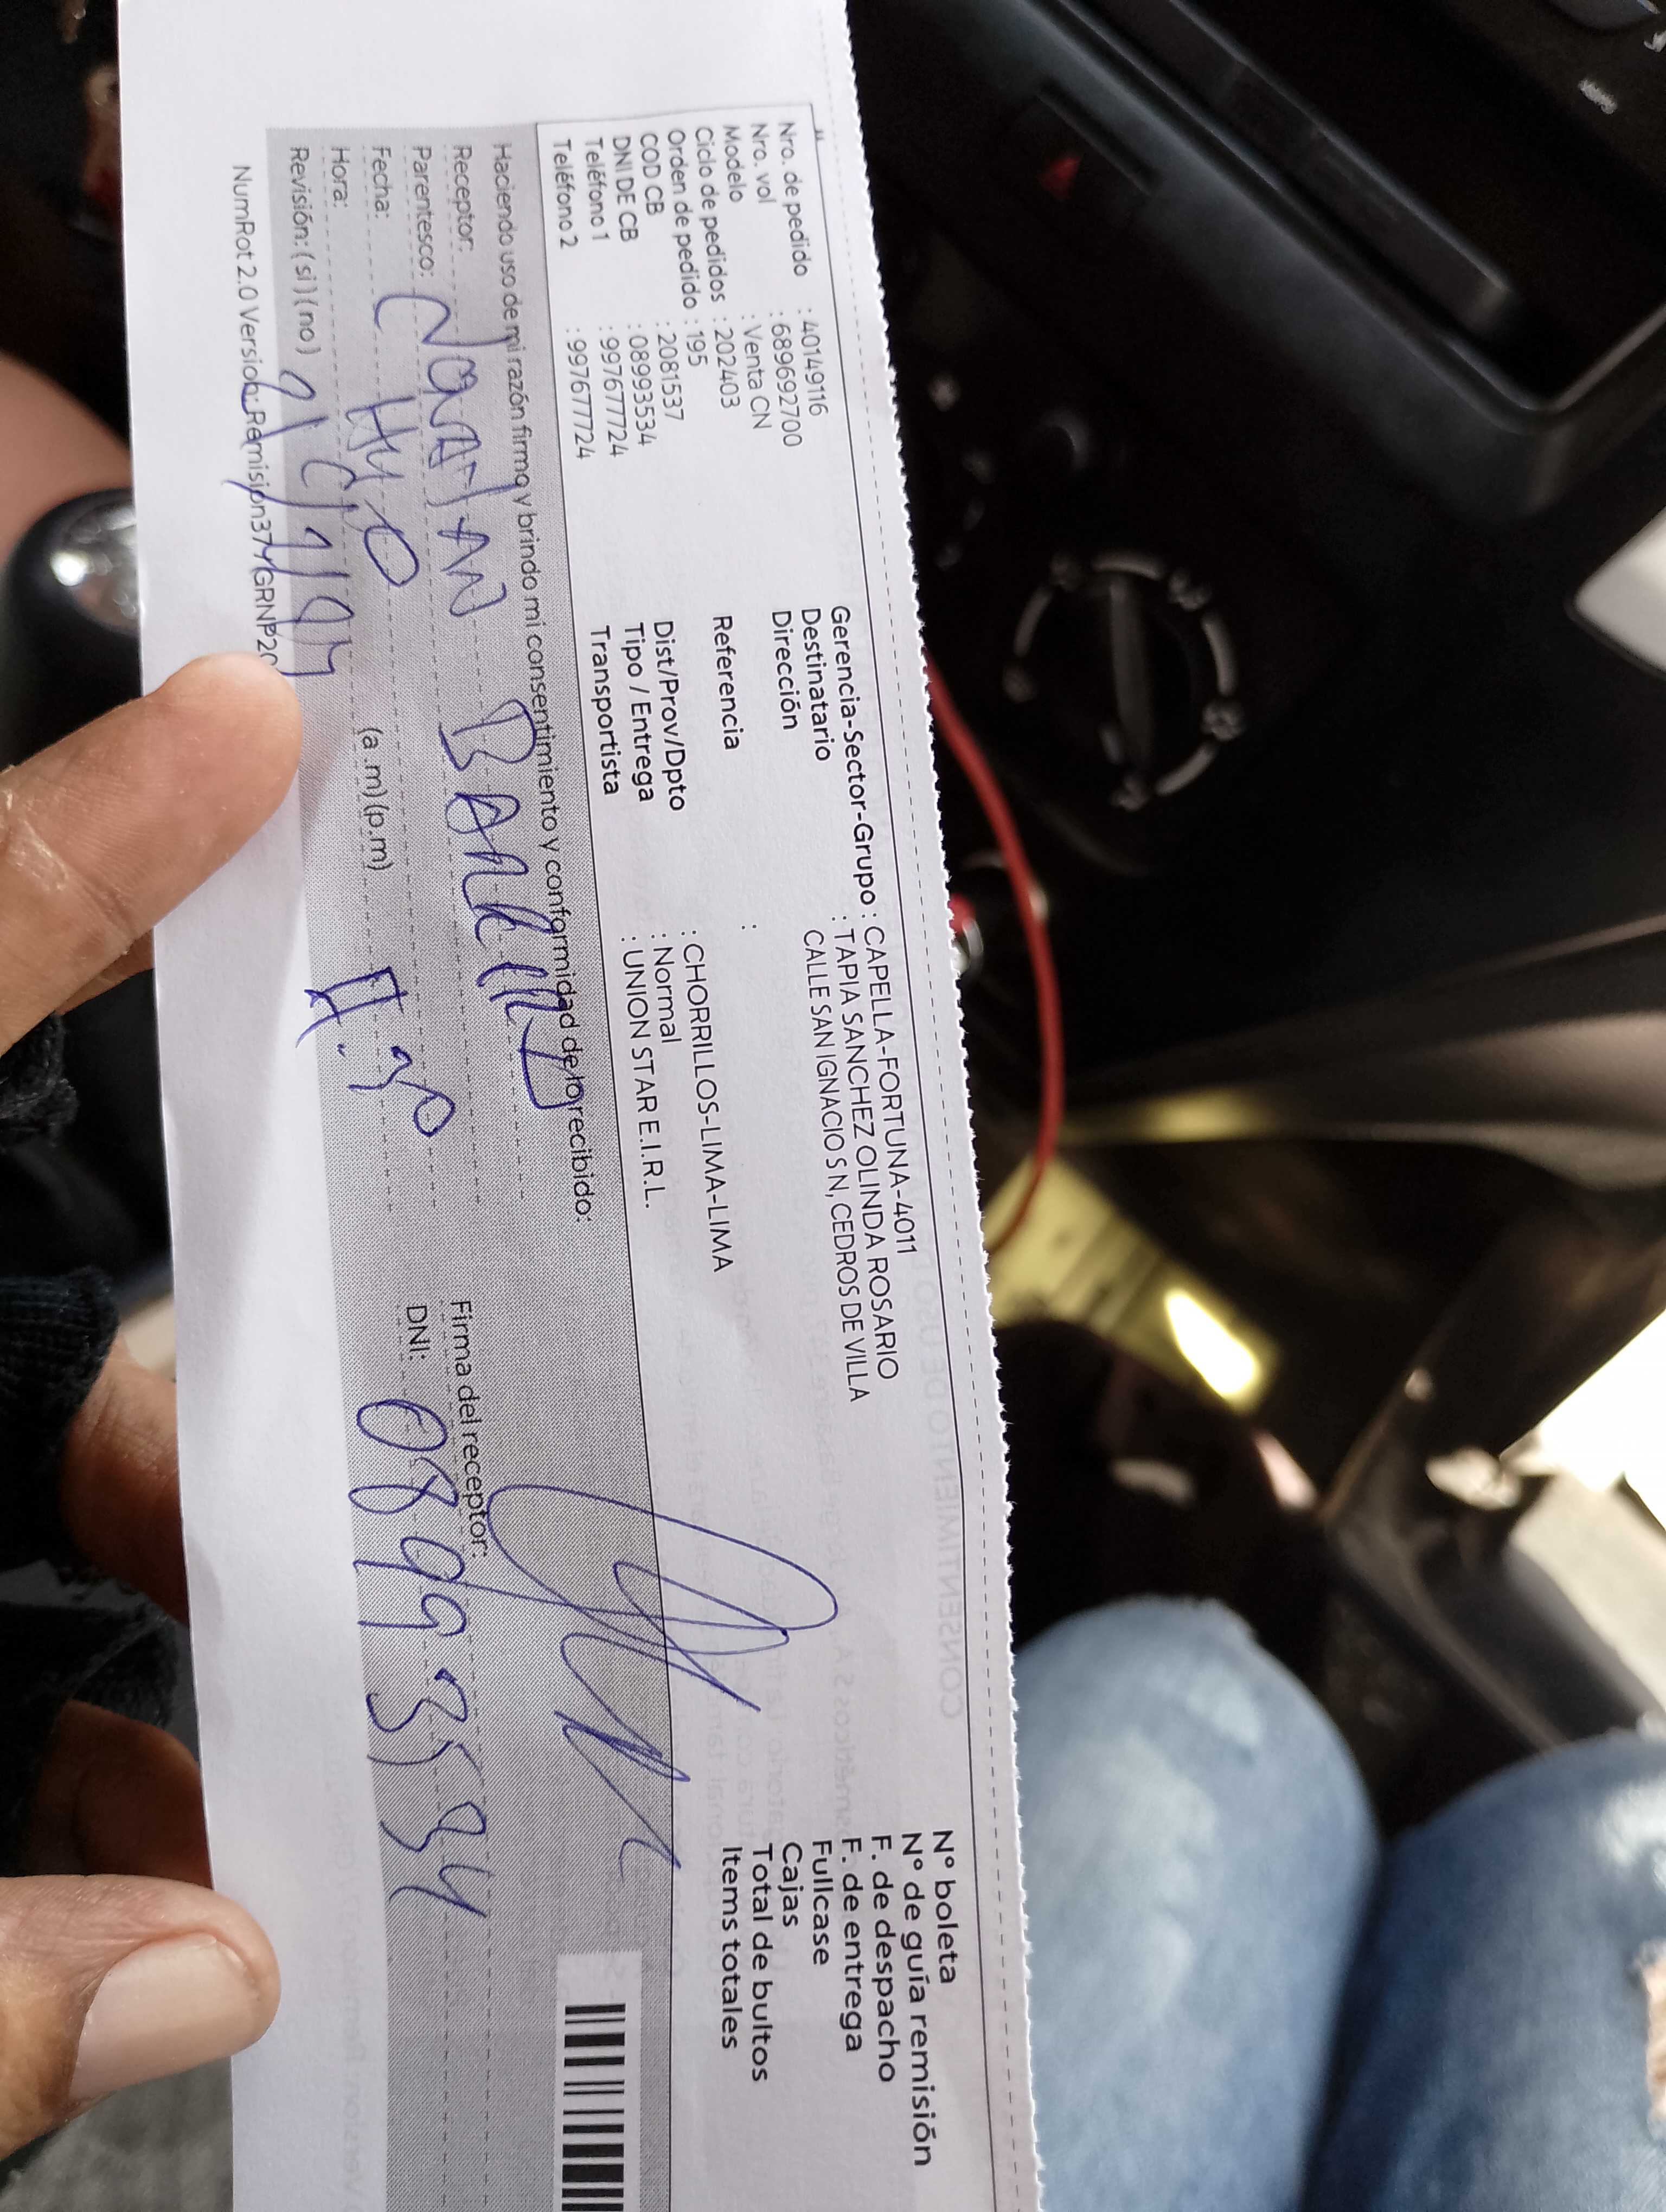 Nro. de pedido : 40149116
Nro. vol : 689692700
Modelo : Venta CN
Ciclo de pedidos : 202403
Orden de pedido : 195
COD CB : 2081537
DNI DE CB : 08993534
Teléfono 1 : 997677724
Teléfono 2 : 997677724
Gerencia-Sector-Grupo : CAPELLA-FORTUNA-4011
Destinatario : TAPIA SANCHEZ OLINDA ROSARIO
Dirección CALLE SAN IGNACIO S N, CEDROS DE VILLA
Referencia :
Dist/Prov/Dpto : CHORRILLOS-LIMA-LIMA
Tipo / Entrega : Normal
Transportista : UNION STAR E.I.R.L.
N° boleta
N° de guía remisión
F. de despacho
F. de entrega
Fullcase
Cajas
Total de bultos
Items totales
Haciendo uso de mi razón firmo y brindo mi consentimiento y conformidad de lo recibido:
Receptor:
Parentesco:
Fecha:
Hora: (a .m) (p.m)
Revisión: ( si ) ( no )
Firma del receptor:
DNI: 08993534
NumRot 2.0 Version: Remision37